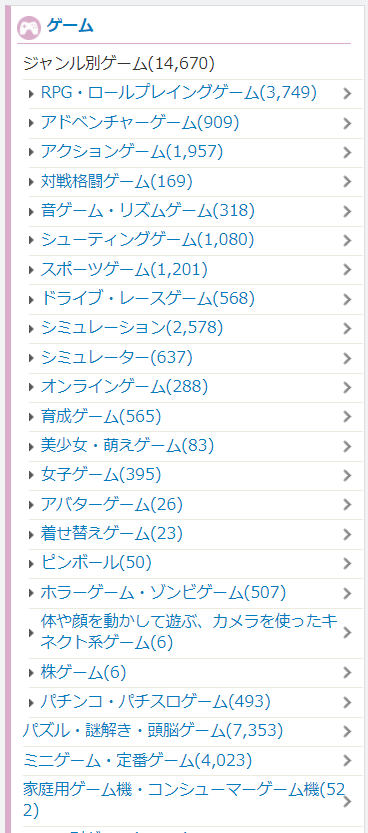 ゲーム
ジャンル別ゲーム(14,670)
RPG・ロールプレイングゲーム(3,749)
アドベンチャーゲーム(909)
アクションゲーム(1,957)
対戦格闘ゲーム(169)
音ゲーム・リズムゲーム(318)
シューティングゲーム(1,080)
スポーツゲーム(1,201)
ドライブ・レースゲーム(568)
シミュレーション(2,578)
シミュレーター(637)
オンラインゲーム(288)
育成ゲーム(565)
美少女・萌えゲーム(83)
女子ゲーム(395)
アバターゲーム(26)
着せ替えゲーム(23)
ピンボール(50)
ホラーゲーム・ゾンビゲーム(507)
体や顔を動かして遊ぶ、カメラを使ったキ
ネクト系ゲーム(6)
株ゲーム(6)
パチンコ・パチスロゲーム(493)
パズル・謎解き・頭脳ゲーム(7,353)
ミニゲーム・定番ゲーム(4,023)
家庭用ゲーム機・コンシューマーゲーム機(52
2)